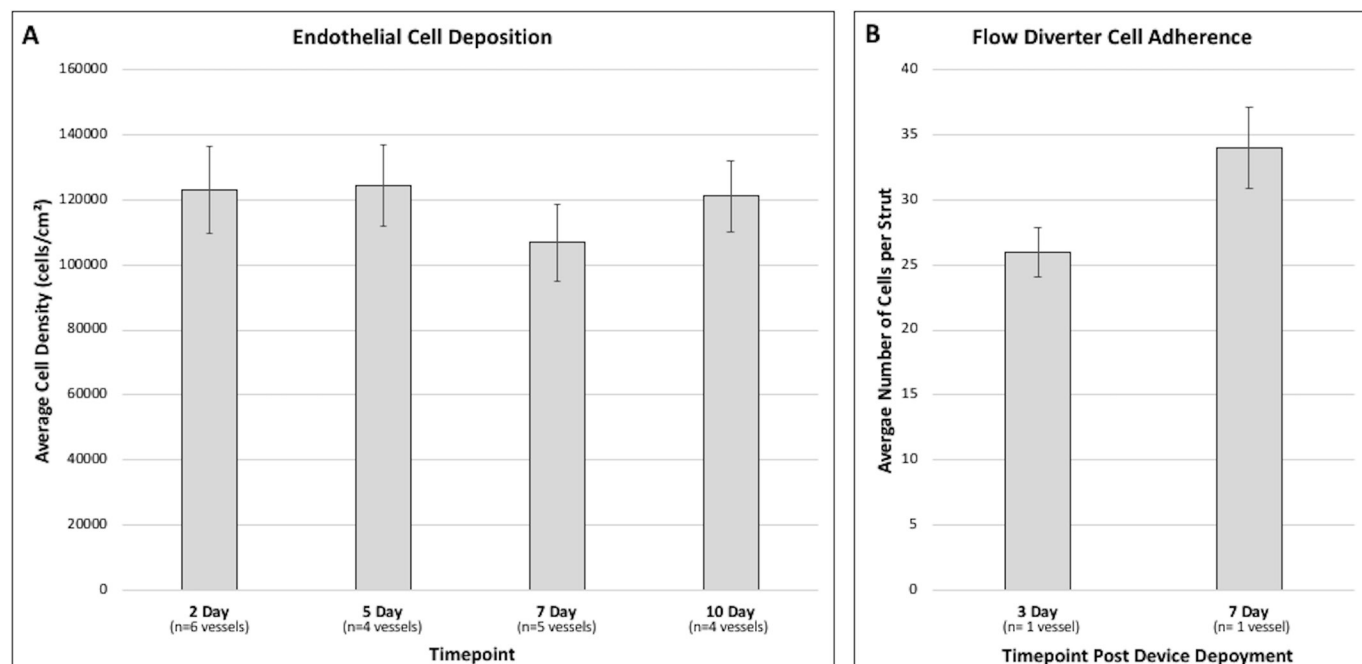 A
Endothelial Cell Deposition
Average Cell Density (cells/cm²)
160000
140000
120000
100000
80000
60000
40000
20000
0
2 Day
(n=6 vessels)
5 Day
(n=4 vessels)
7 Day
(n=5 vessels)
10 Day
(n=4 vessels)
Timepoint
B
Flow Diverter Cell Adherence
Avergae Number of Cells per Strut
40
35
30
25
20
15
10
5
0
3 Day
(n= 1 vessel)
7 Day
(n= 1 vessel)
Timepoint Post Device Depoyment